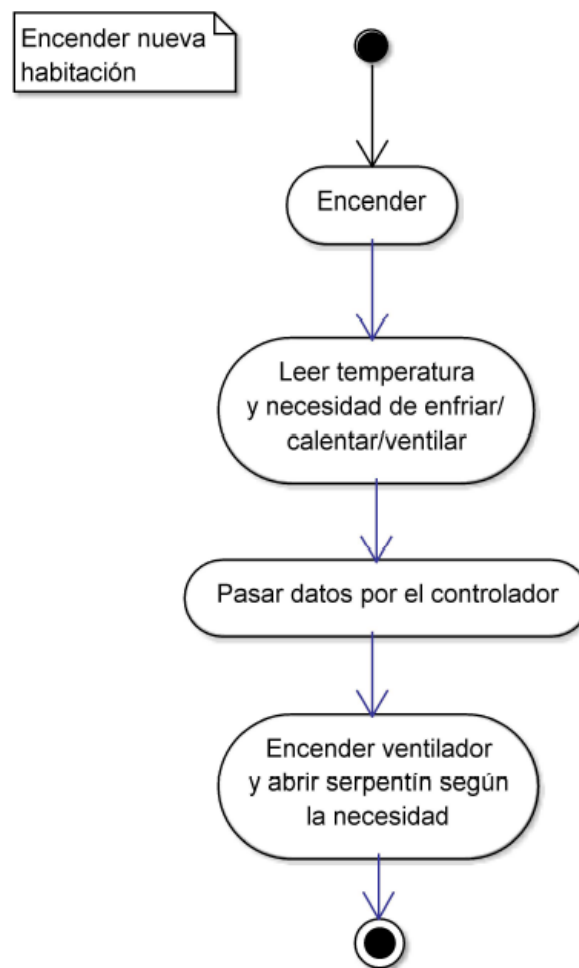 Encender nueva
habitación
Encender
Leer temperatura
y necesidad de enfriar/
calentar/ventilar
Pasar datos por el controlador
Encender ventilador
y abrir serpentín según
la necesidad